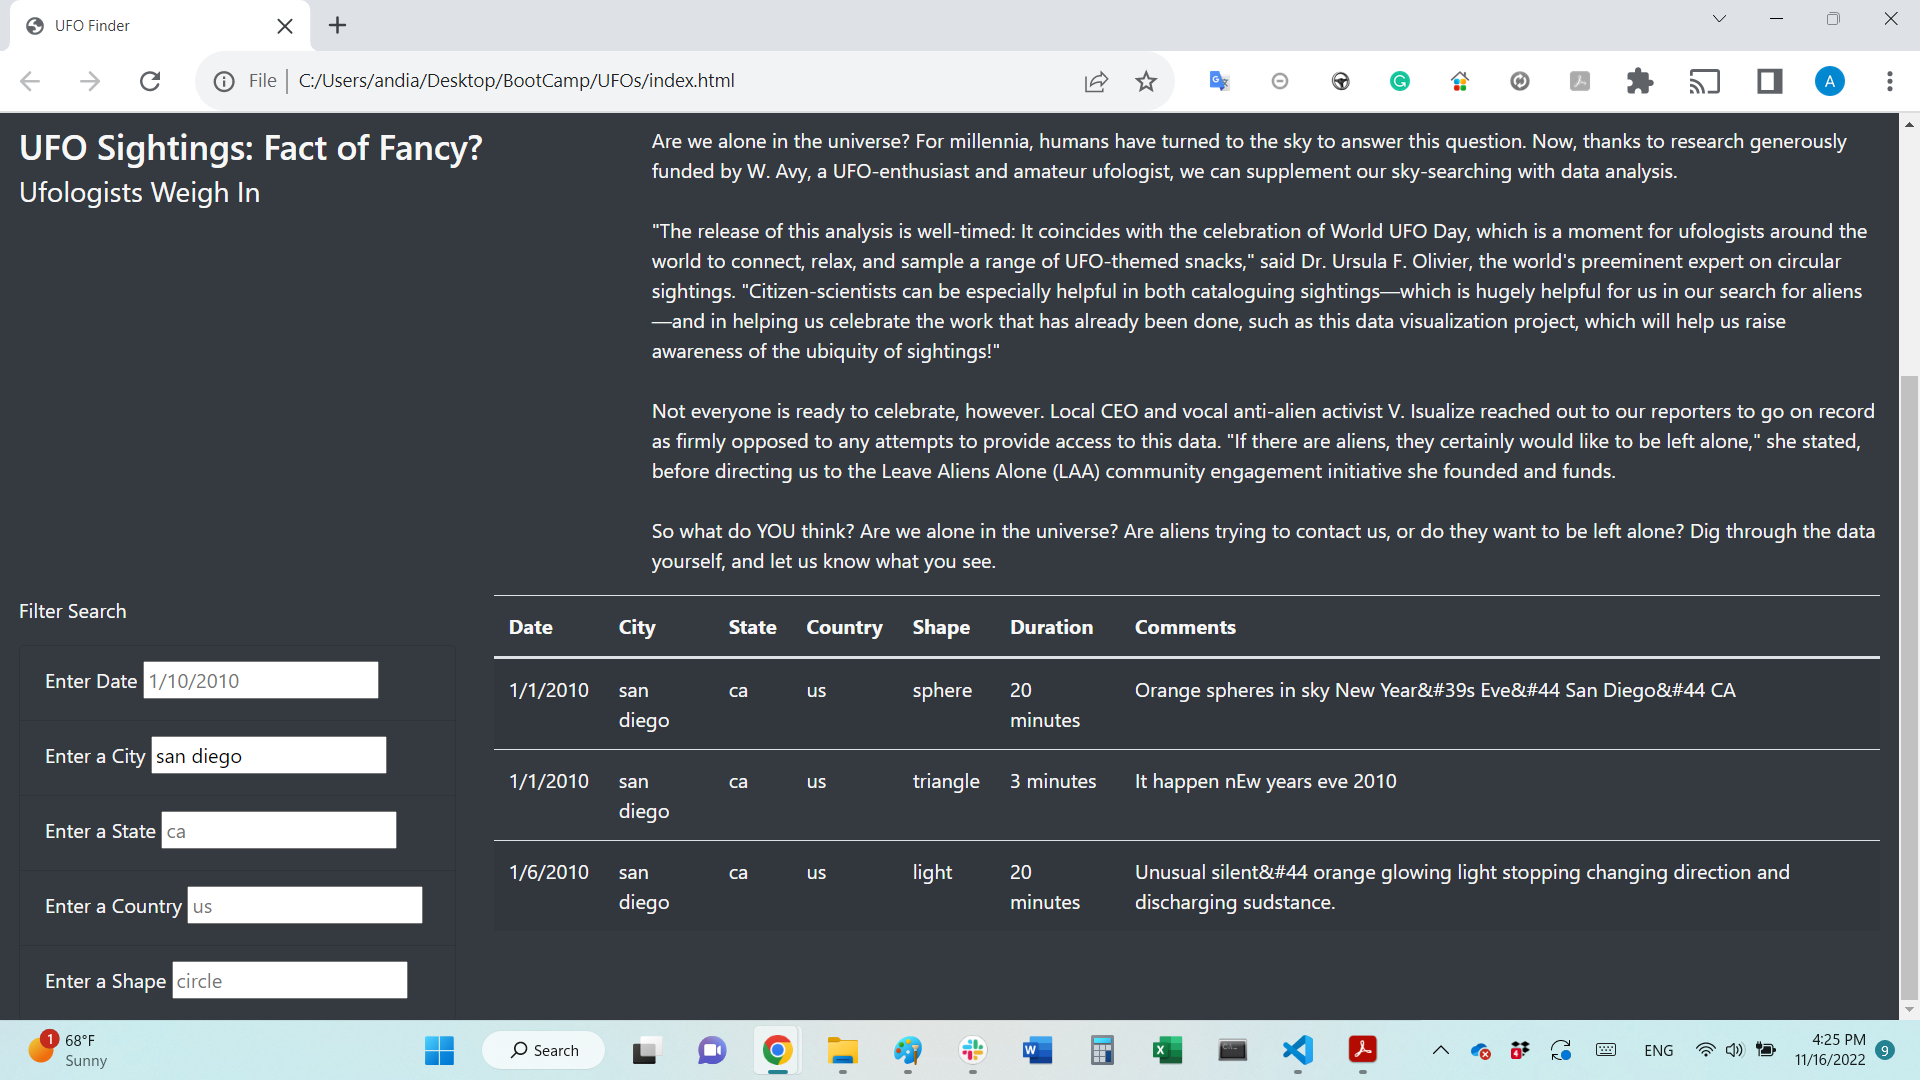 UFO Finder
File
C:/Users/andia/Desktop/BootCamp/UFOs/index.html
A
UFO Sightings: Fact of Fancy?
Ufologists Weigh In
Are we alone in the universe? For millennia, humans have turned to the sky to answer this question. Now, thanks to research generously
funded by W. Avy, a UFO-enthusiast and amateur ufologist, we can supplement our sky-searching with data analysis.
"The release of this analysis is well-timed: It coincides with the celebration of World UFO Day, which is a moment for ufologists around the
world to connect, relax, and sample a range of UFO-themed snacks," said Dr. Ursula F. Olivier, the world's preeminent expert on circular
sightings. "Citizen-scientists can be especially helpful in both cataloguing sightings—which is hugely helpful for us in our search for aliens
—and in helping us celebrate the work that has already been done, such as this data visualization project, which will help us raise
awareness of the ubiquity of sightings!"
Not everyone is ready to celebrate, however. Local CEO and vocal anti-alien activist V. Isualize reached out to our reporters to go on record
as firmly opposed to any attempts to provide access to this data. "If there are aliens, they certainly would like to be left alone," she stated,
before directing us to the Leave Aliens Alone (LAA) community engagement initiative she founded and funds.
So what do YOU think? Are we alone in the universe? Are aliens trying to contact us, or do they want to be left alone? Dig through the data
yourself, and let us know what you see.
Filter Search
Enter Date 1/10/2010
Enter a City san diego
Enter a State ca
Enter a Country us
Enter a Shape circle
Date City State Country Shape Duration Comments
1/1/2010 san ca us sphere 20 Orange spheres in sky New Year&#39s Eve&#44 San Diego&#44 CA
diego minutes
1/1/2010 san ca us triangle 3 minutes It happen nEw years eve 2010
diego
1/6/2010 san ca us light 20 Unusual silent&#44 orange glowing light stopping changing direction and
diego minutes discharging sudstance.
1
68°F
Sunny
Search
ENG
4:25 PM
11/16/2022
9